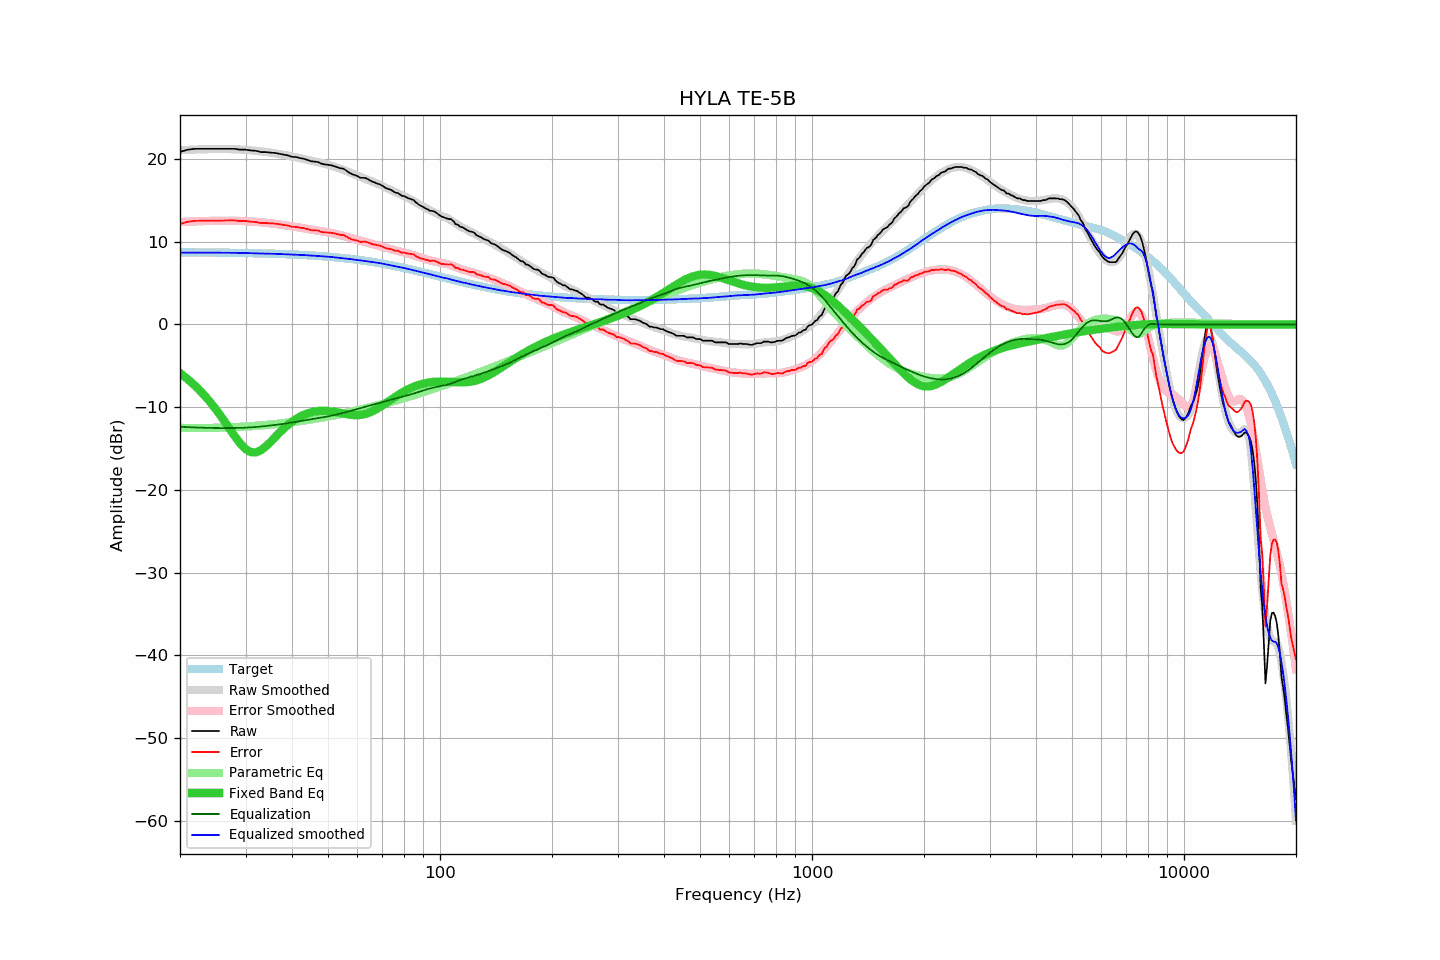 HYLA TE-5B
20
10
0
−10
−20
−30
−40
−50
−60
Amplitude (dBr)
Target
Raw Smoothed
Error Smoothed
Raw
Error
Parametric Eq
Fixed Band Eq
Equalization
Equalized smoothed
100
1000
10000
Frequency (Hz)